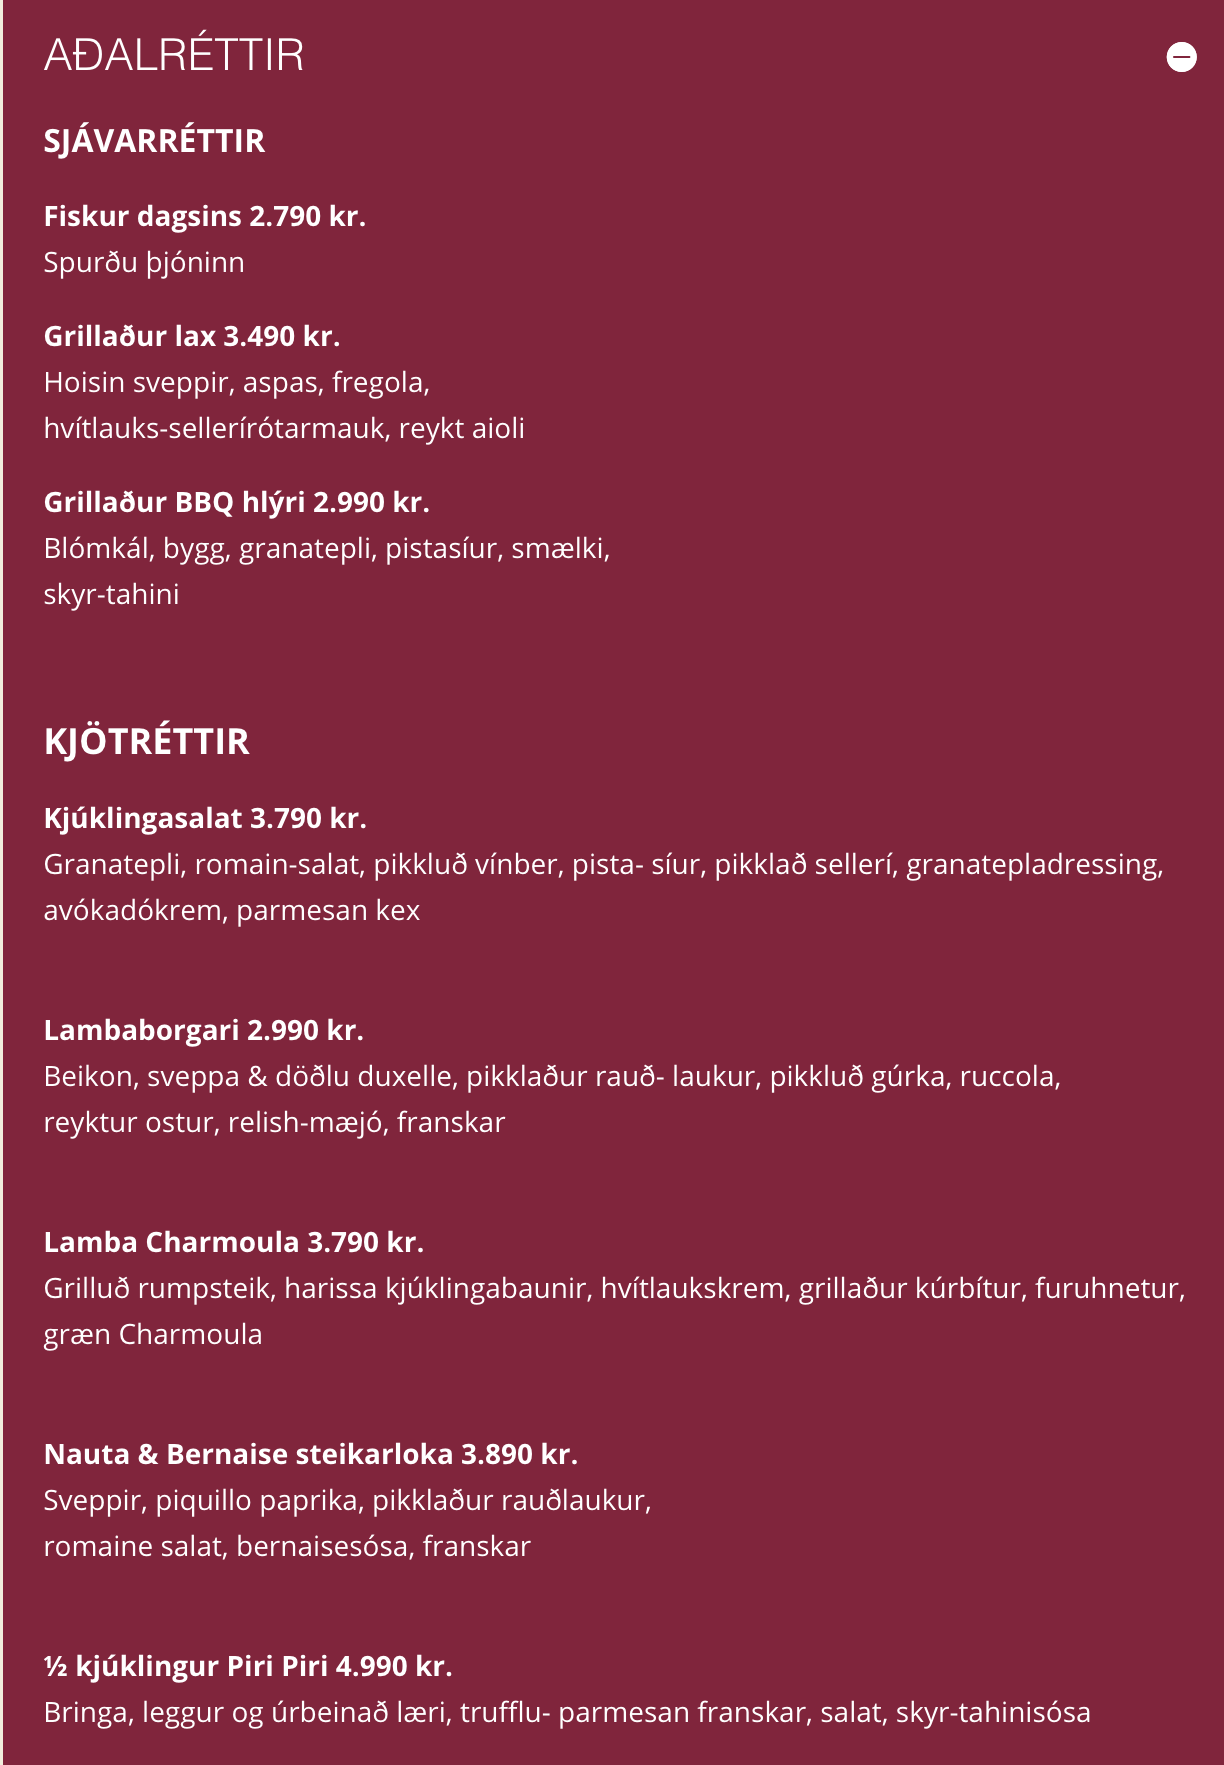 AÐALRÉTTIR
SJÁVARRÉTTIR
Fiskur dagsins 2.790 kr.
Spurðu þjóninn
Grillaður lax 3.490 kr.
Hoisin sveppir, aspas, fregola,
hvítlauks-sellerírótarmauk, reykt aioli
Grillaður BBQ hlýri 2.990 kr.
Blómkál, bygg, granatepli, pistasíur, smælki,
skyr-tahini
KJÖTRÉTTIR
Kjúklingasalat 3.790 kr.
Granatepli, romain-salat, pikkluð vínber, pista- síur, pikklað sellerí, granatepladressing,
avókadókrem, parmesan kex
Lambaborgari 2.990 kr.
Beikon, sveppa & döðlu duxelle, pikklaður rauð- laukur, pikkluð gúrka, ruccola,
reyktur ostur, relish-mæjó, franskar
Lamba Charmoula 3.790 kr.
Grilluð rumpsteik, harissa kjúklingabaunir, hvítlaukskrem, grillaður kúrbítur, furuhnetur,
græn Charmoula
Nauta & Bernaise steikarloka 3.890 kr.
Sveppir, piquillo paprika, pikklaður rauðlaukur,
romaine salat, bernaisesósa, franskar
½ kjúklingur Piri Piri 4.990 kr.
Bringa, leggur og úrbeinað læri, trufflu- parmesan franskar, salat, skyr-tahinisósa